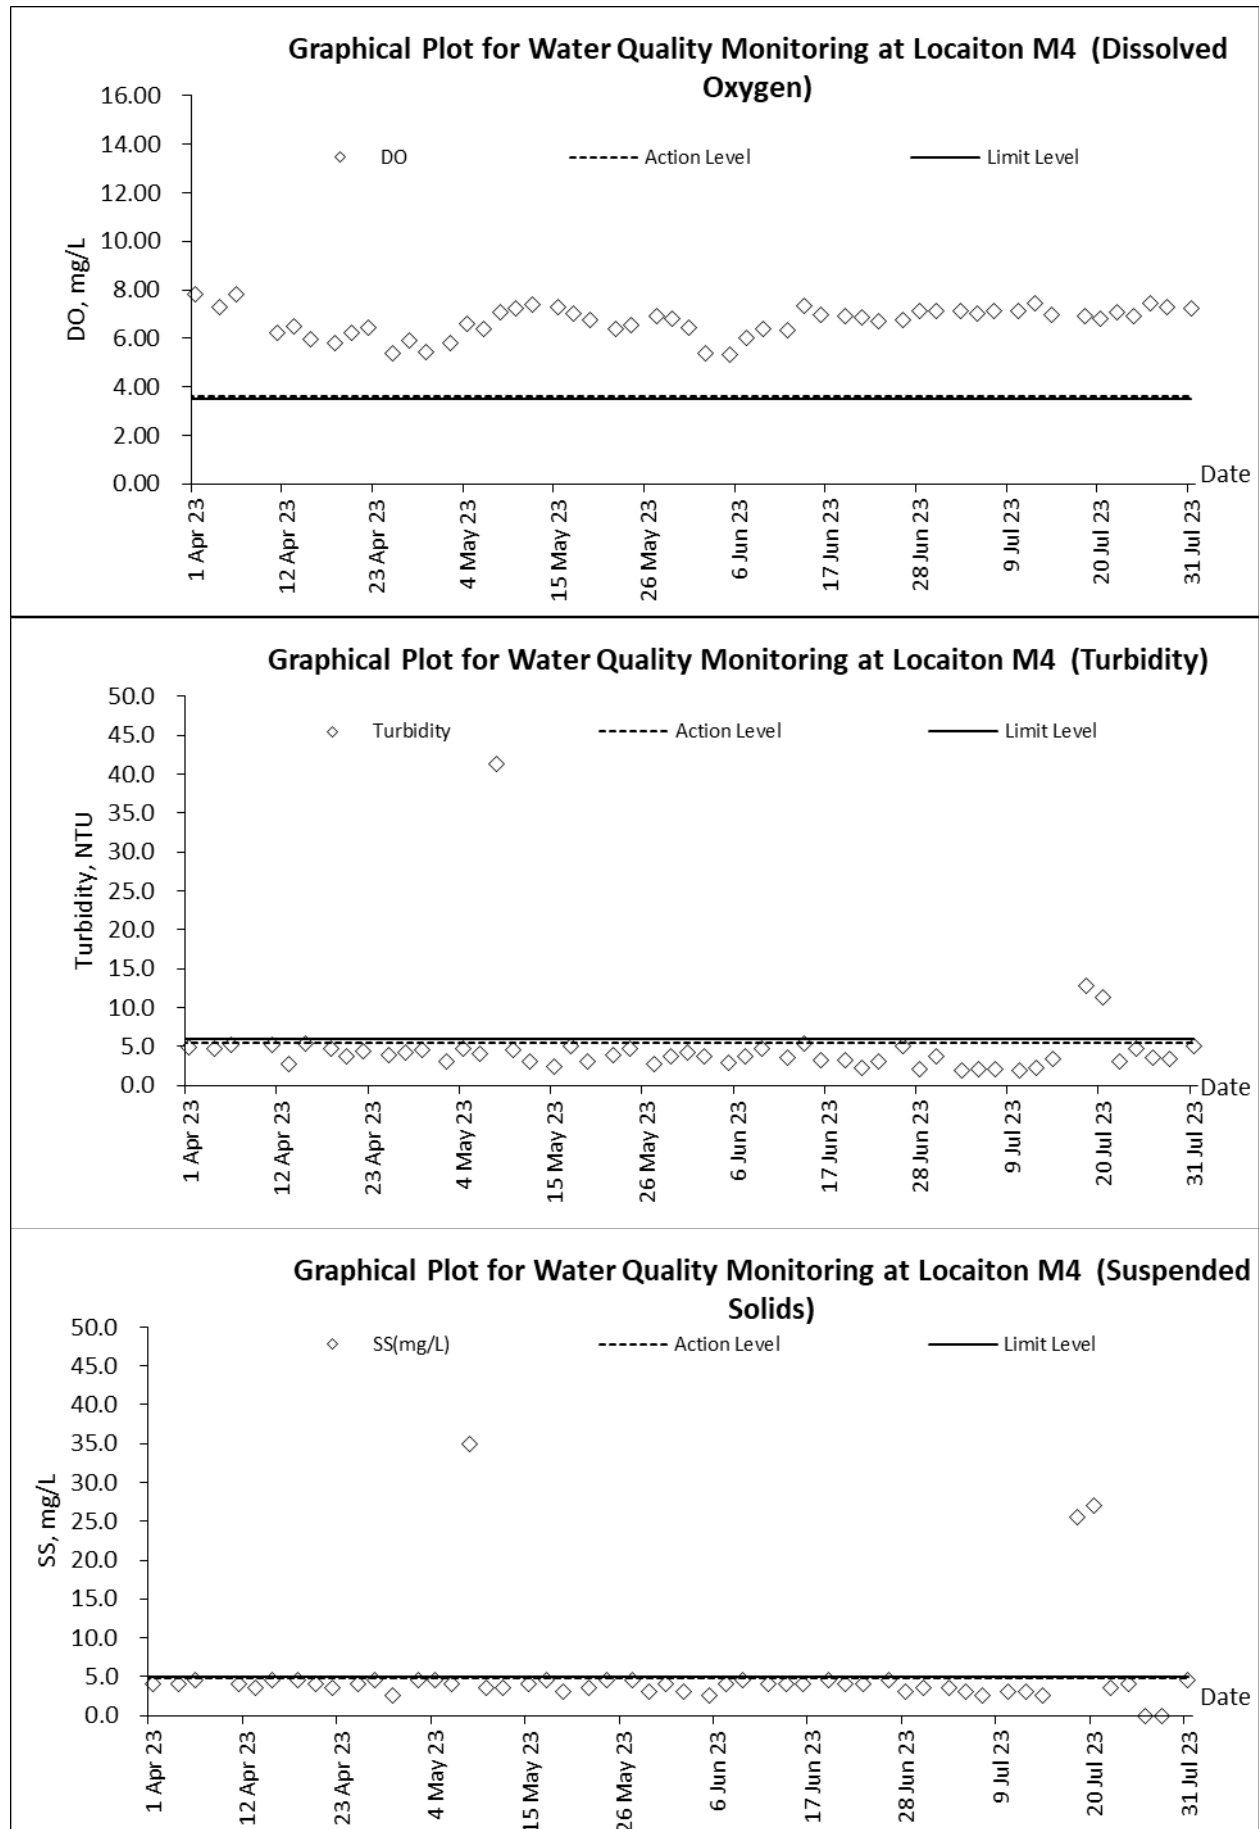 Graphical Plot for Water Quality Monitoring at Locaiton M4 (Dissolved
Oxygen)
16.00
14.00
12.00
10.00
8.00
6.00
4.00
2.00
0.00
DO, mg/L
DO
Action Level
Limit Level
Date
1 Apr 23
12 Apr 23
23 Apr 23
4 May 23
15 May 23
26 May 23
6 Jun 23
17 Jun 23
28 Jun 23
9 Jul 23
20 Jul 23
31 Jul 23
Graphical Plot for Water Quality Monitoring at Locaiton M4 (Turbidity)
50.0
45.0
40.0
35.0
30.0
25.0
20.0
15.0
10.0
5.0
0.0
Turbidity, NTU
Turbidity
Action Level
Limit Level
Date
1 Apr 23
12 Apr 23
23 Apr 23
4 May 23
15 May 23
26 May 23
6 Jun 23
17 Jun 23
28 Jun 23
9 Jul 23
20 Jul 23
31 Jul 23
Graphical Plot for Water Quality Monitoring at Locaiton M4 (Suspended
Solids)
50.0
45.0
40.0
35.0
30.0
25.0
20.0
15.0
10.0
5.0
0.0
SS, mg/L
SS(mg/L)
Action Level
Limit Level
Date
1 Apr 23
12 Apr 23
23 Apr 23
4 May 23
15 May 23
26 May 23
6 Jun 23
17 Jun 23
28 Jun 23
9 Jul 23
20 Jul 23
31 Jul 23